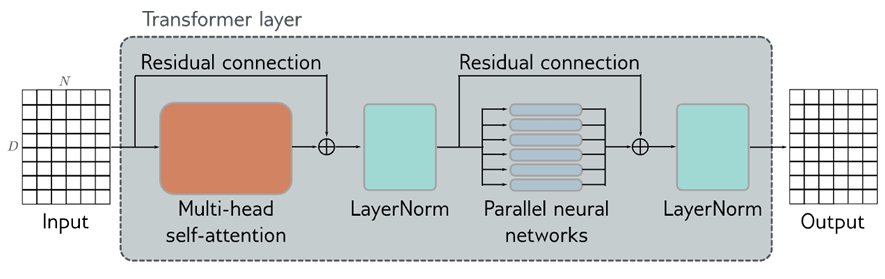 Transformer layer
Residual connection
Residual connection
N
D
Input
Multi-head
self-attention
LayerNorm
Parallel neural
networks
LayerNorm
Output